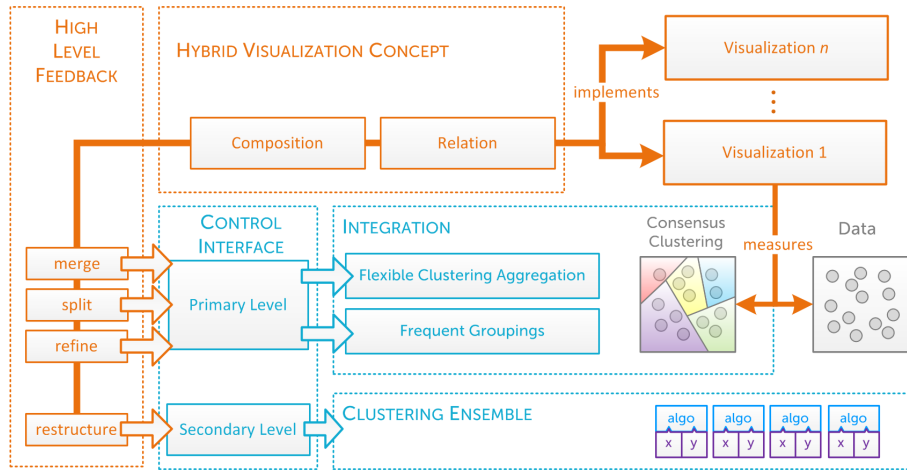 HIGH
LEVEL
FEEDBACK
HYBRID VISUALIZATION CONCEPT
Visualization n
implements
Composition
Relation
Visualization 1
CONTROL
INTERFACE
INTEGRATION
Consensus
Clustering
measures
Data
merge
split
refine
Primary Level
Flexible Clustering Aggregation
Frequent Groupings
restructure
Secondary Level
CLUSTERING ENSEMBLE
algo algo algo algo
x y x y x y x y